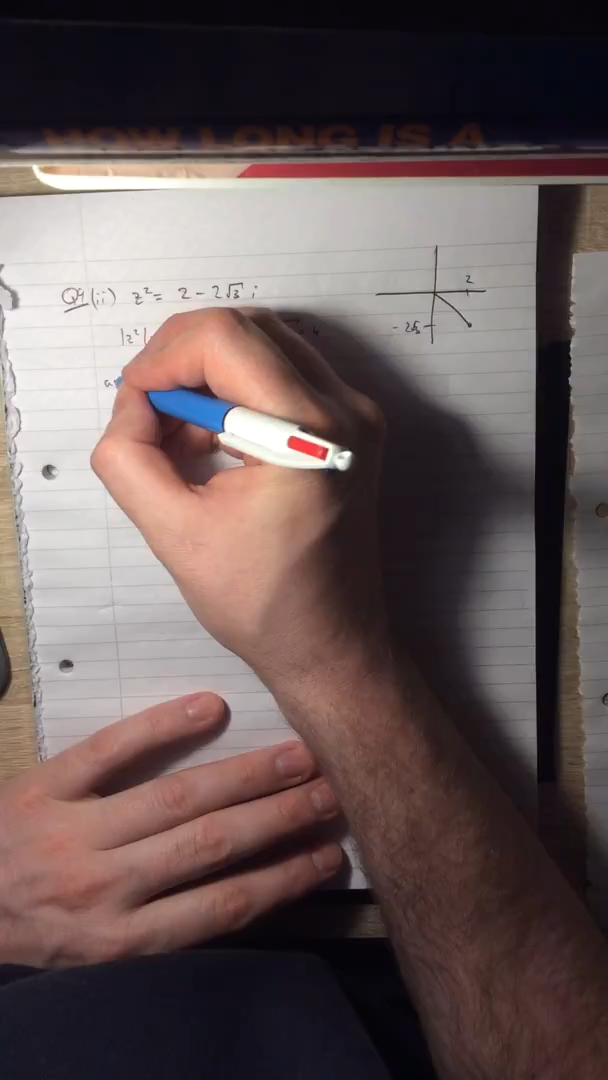 HOW LONG IS A
Q9 (ii) z² = 2 - 2√3 i
2
|z²|
- 2√3